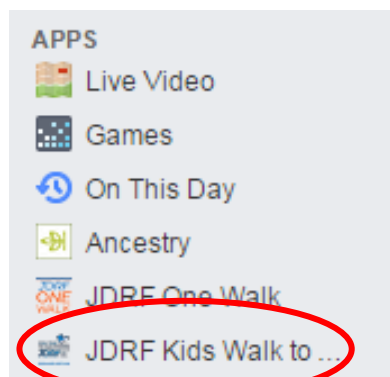 APPS
Live Video
Games
On This Day
Ancestry
JDRF One Walk
JDRF Kids Walk to ...